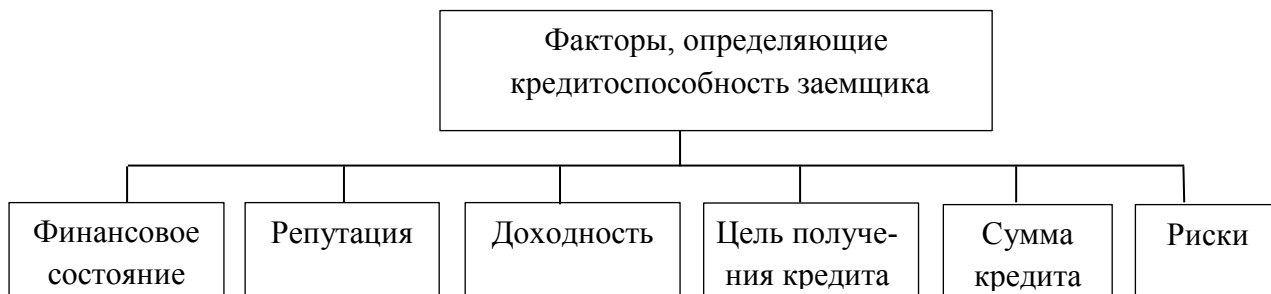 Факторы, определяющие
кредитоспособность заемщика
Финансовое
состояние
Репутация
Доходность
Цель получе-
ния кредита
Сумма
кредита
Риски